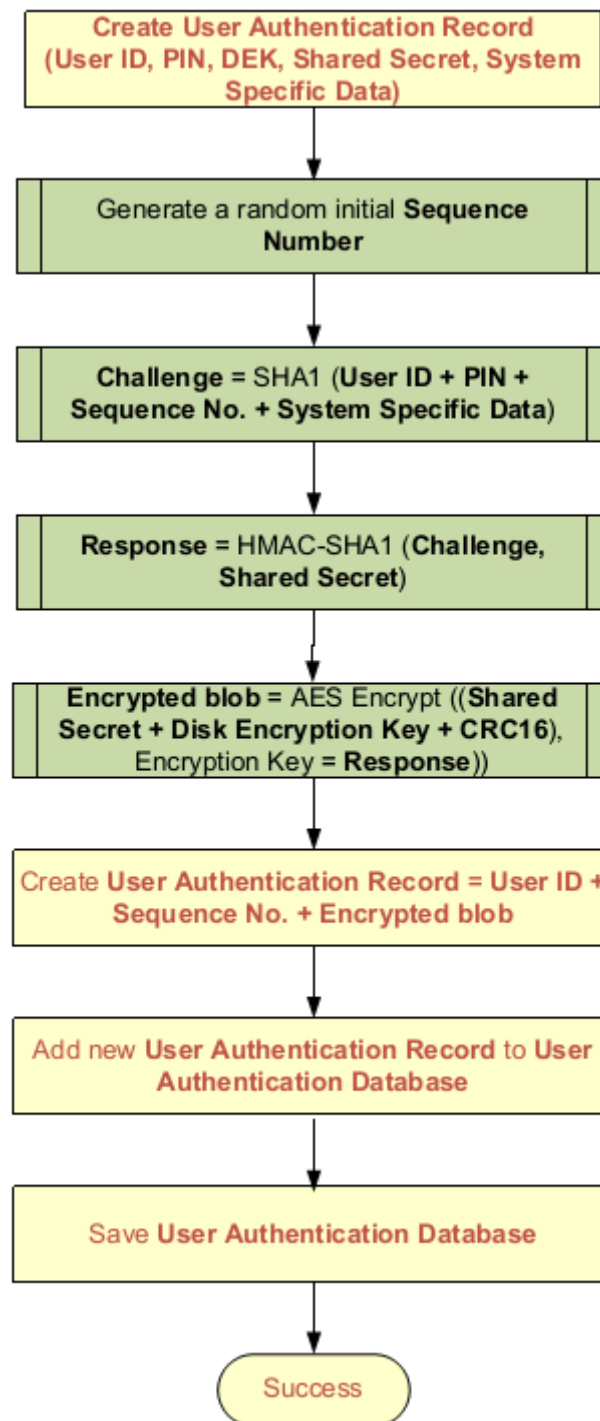 Create User Authentication Record
(User ID, PIN, DEK, Shared Secret, System
Specific Data)
Generate a random initial Sequence
Number
Challenge = SHA1 (User ID + PIN +
Sequence No. + System Specific Data)
Response = HMAC-SHA1 (Challenge,
Shared Secret)
Encrypted blob = AES Encrypt ((Shared
Secret + Disk Encryption Key + CRC16),
Encryption Key = Response))
Create User Authentication Record = User ID +
Sequence No. + Encrypted blob
Add new User Authentication Record to User
Authentication Database
Save User Authentication Database
Success